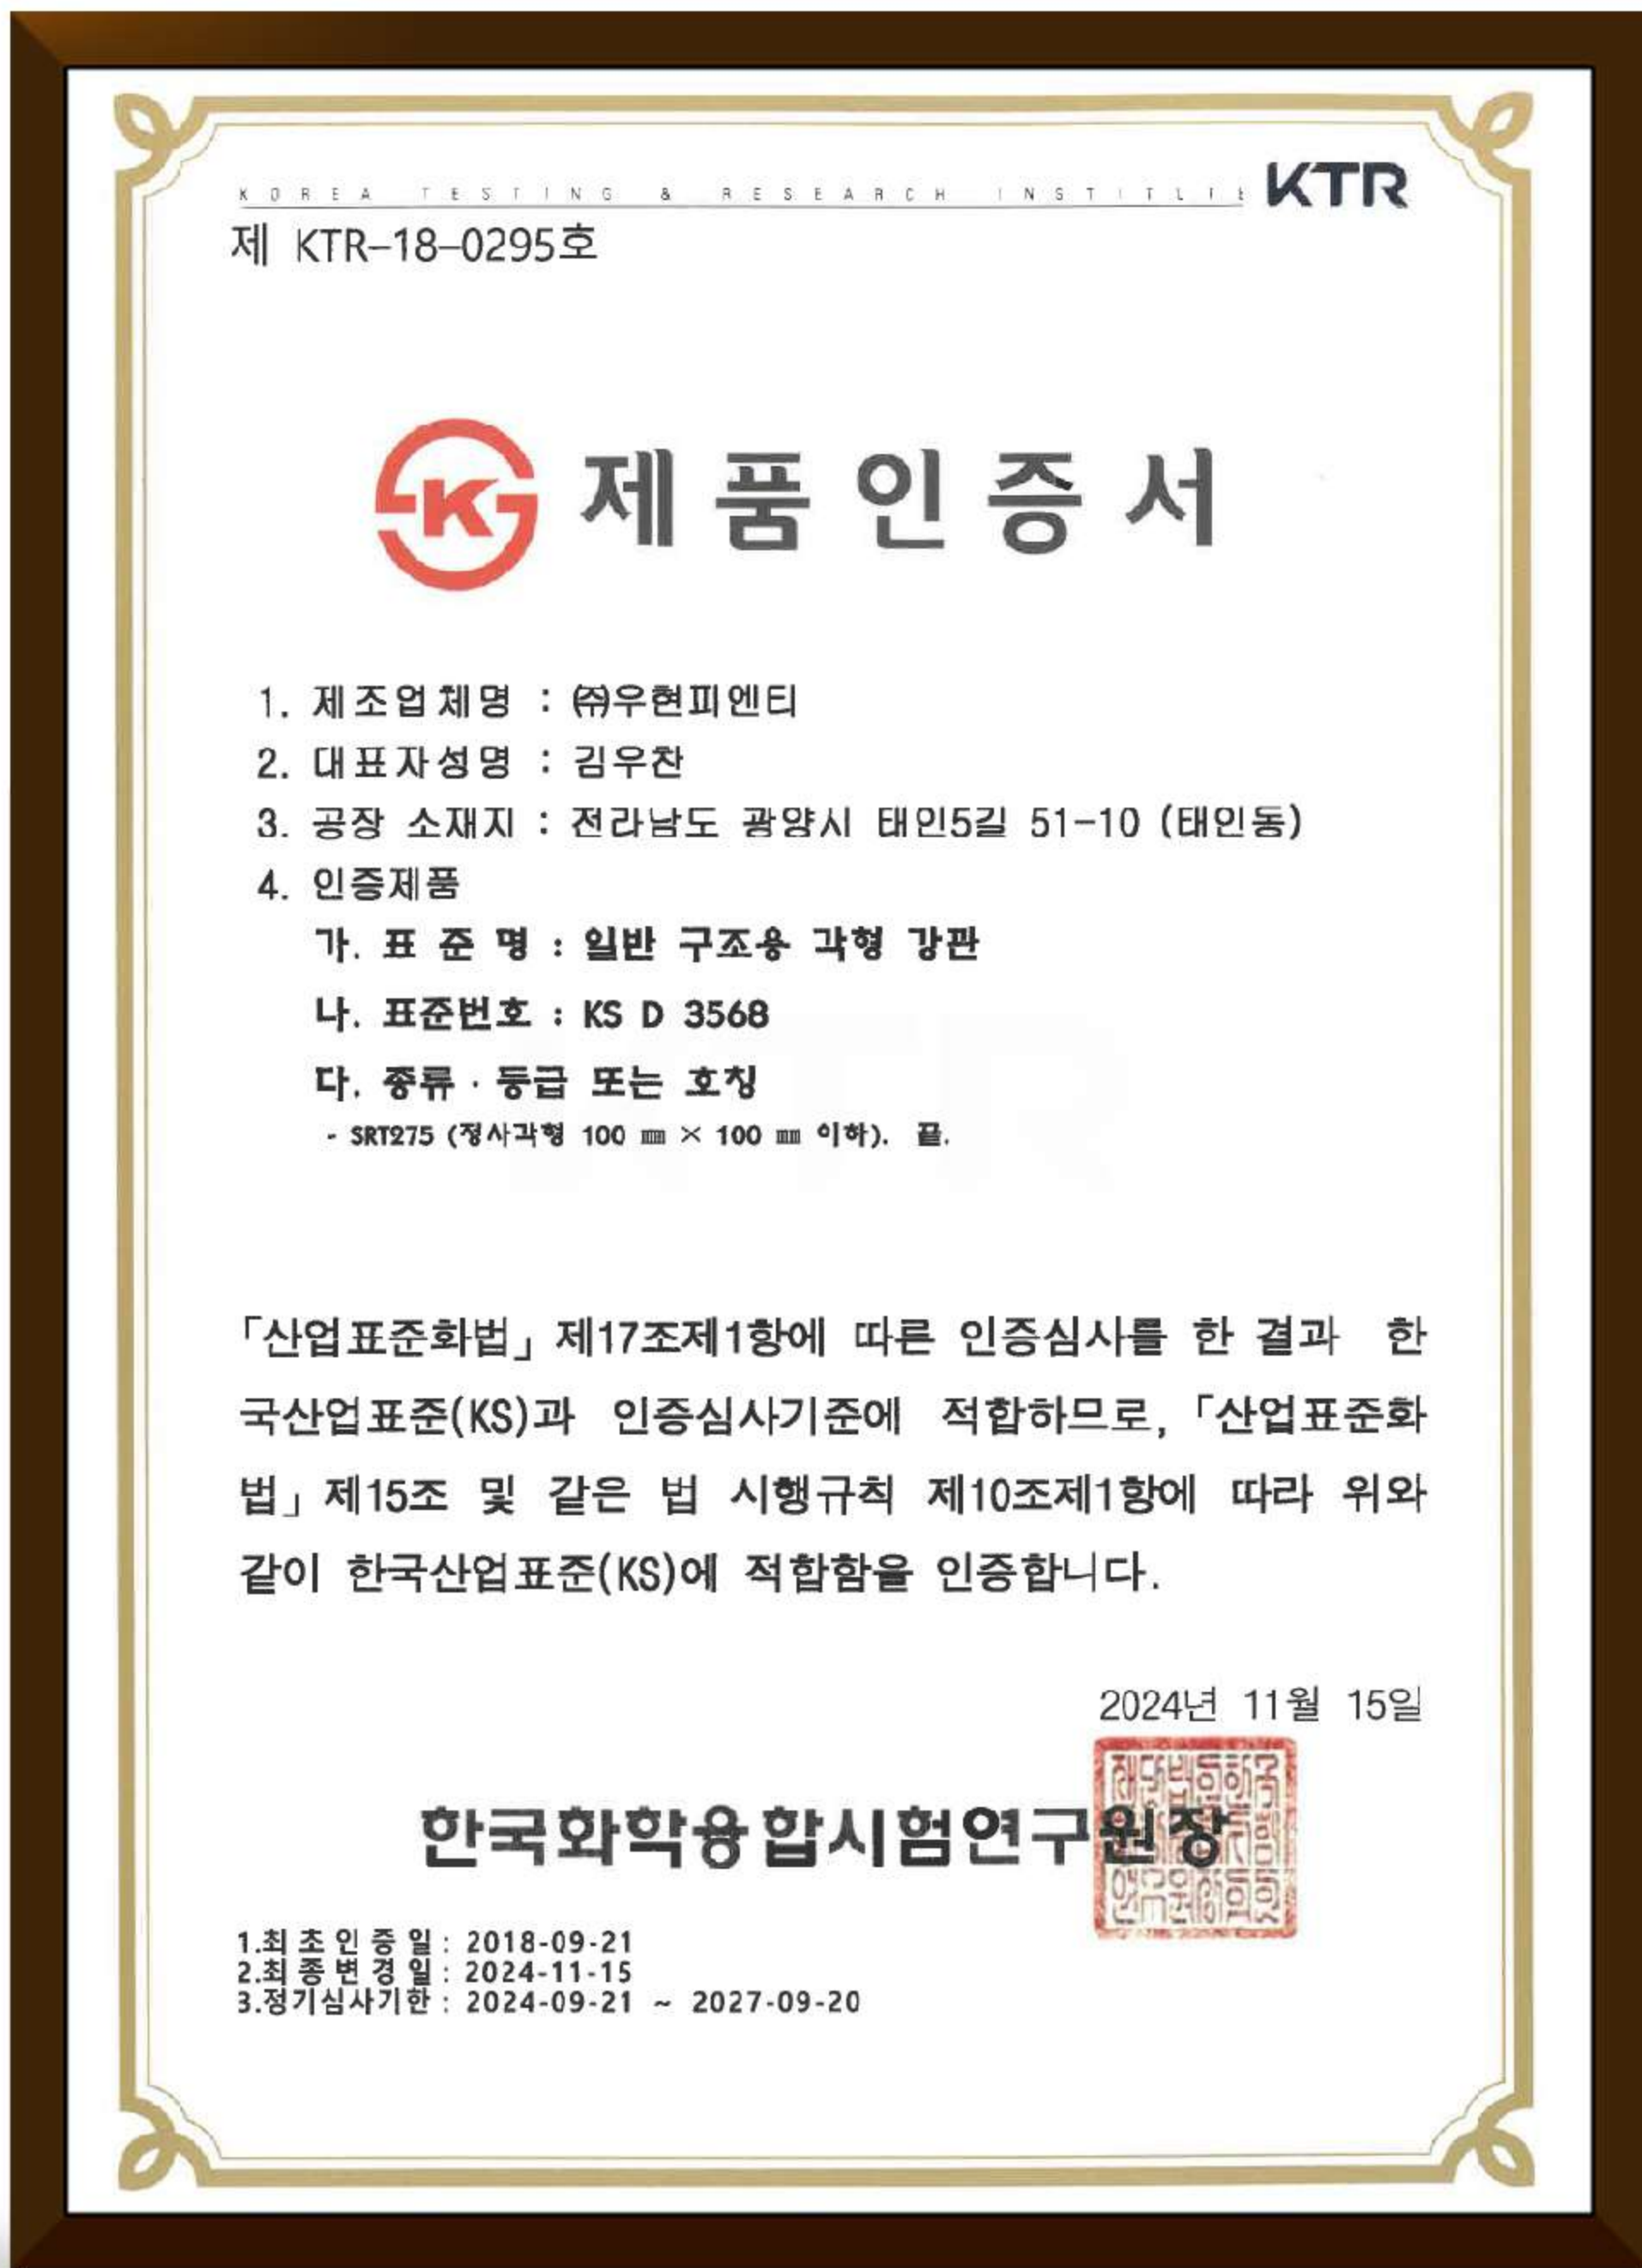 KOREA TESTING & RESEARCH INSTITUTE KTR
제 KTR-18-0295호
제품인증서
1. 제조업체명 : ㈜우현피엔티
2. 대표자성명 : 김우찬
3. 공장 소재지 : 전라남도 광양시 태인5길 51-10 (태인동)
4. 인증제품
가. 표 준 명 : 일반 구조용 각형 강관
나. 표준번호 : KS D 3568
다. 종류 · 등급 또는 호칭
- SRT275 (정사각형 100 ㎜ × 100 ㎜ 이하). 끝.
「산업표준화법」제17조제1항에 따른 인증심사를 한 결과 한
국산업표준(KS)과 인증심사기준에 적합하므로,「산업표준화
법」제15조 및 같은 법 시행규칙 제10조제1항에 따라 위와
같이 한국산업표준(KS)에 적합함을 인증합니다.
2024년 11월 15일
한국화학융합시험연구원장
1.최초인증일 : 2018-09-21
2.최종변경일 : 2024-11-15
3.정기심사기한 : 2024-09-21 ~ 2027-09-20